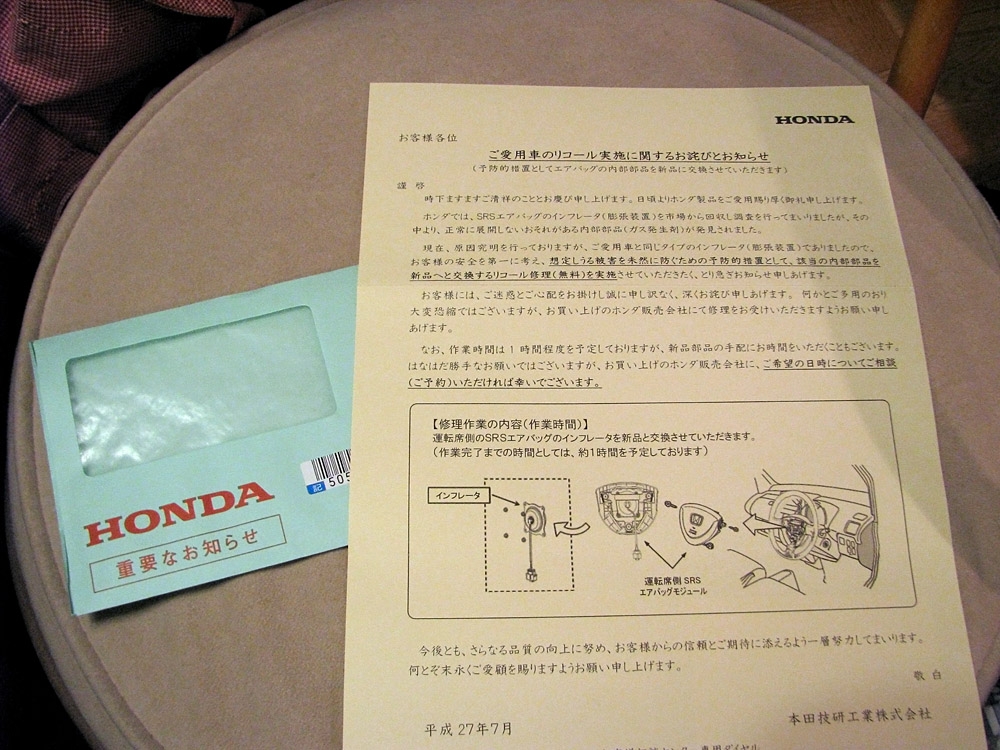 HONDA
お客様各位
ご愛用車のリコール実施に関するお詫びとお知らせ
(予防的措置としてエアバッグの内部部品を新品に交換させていただきます)
謹 啓
時下ますますご清祥のこととお慶び申し上げます。日頃よりホンダ製品をご愛用賜り厚く御礼申し上げます。
ホンダでは、SRSエアバッグのインフレータ(膨張装置)を市場から回収し調査を行ってまいりましたが、その
中より、正常に展開しないおそれがある内部部品(ガス発生剤)が発見されました。
現在、原因究明を行っておりますが、ご愛用車と同じタイプのインフレータ(膨張装置)でありましたので、
お客様の安全を第一に考え、想定しうる被害を未然に防ぐための予防的措置として、該当の内部部品を
新品へと交換するリコール修理(無料)を実施させていただきたく、とり急ぎお知らせ申しあげます。
お客様には、ご迷惑とご心配をお掛けし誠に申し訳なく、深くお詫び申しあげます。 何かとご多用のおり
大変恐縮ではございますが、お買い上げのホンダ販売会社にて修理をお受けいただきますようお願い申し
あげます。
なお、作業時間は1時間程度を予定しておりますが、新品部品の手配にお時間をいただくこともございます。
はなはだ勝手なお願いではございますが、お買い上げのホンダ販売会社に、ご希望の日時についてご相談
(ご予約)いただければ幸いでございます。
【修理作業の内容(作業時間)】
運転席側のSRSエアバッグのインフレータを新品と交換させていただきます。
(作業完了までの時間としては、約1時間を予定しております)
インフレータ
運転席側 SRS
エアバッグモジュール
今後とも、さらなる品質の向上に努め、お客様からの信頼とご期待に添えるよう一層努力してまいります。
何とぞ末永くご愛顧を賜りますようお願い申し上げます。
敬 白
平成 27年7月
本田技研工業株式会社
専用ダイヤル
HONDA
重要なお知らせ
記 505